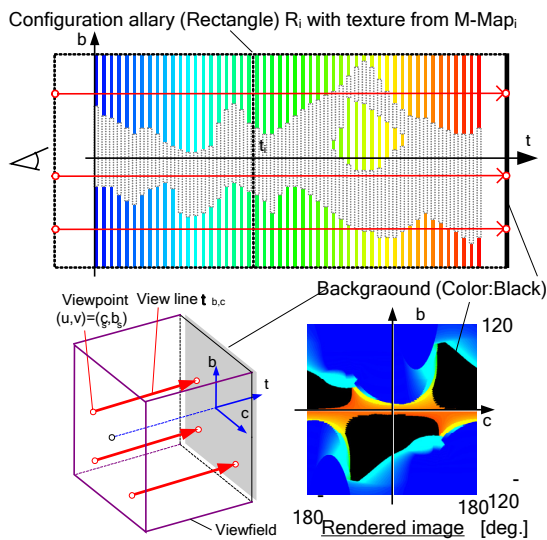 Configuration allary (Rectangle) Ri with texture from M-Mapi
b
ti
t
Backgraound (Color:Black)
Viewpoint
(u,v)=(cs,bs)
View line t b,c
b
t
c
Viewfield
b
120
c
-
180
180
-
120
Rendered image [deg.]